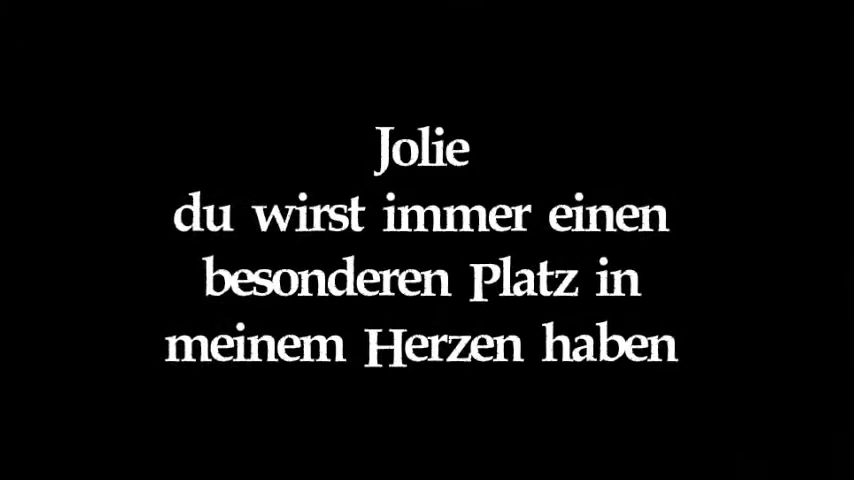 Jolie
du wirst immer einen
besonderen Platz in
meinem Herzen haben